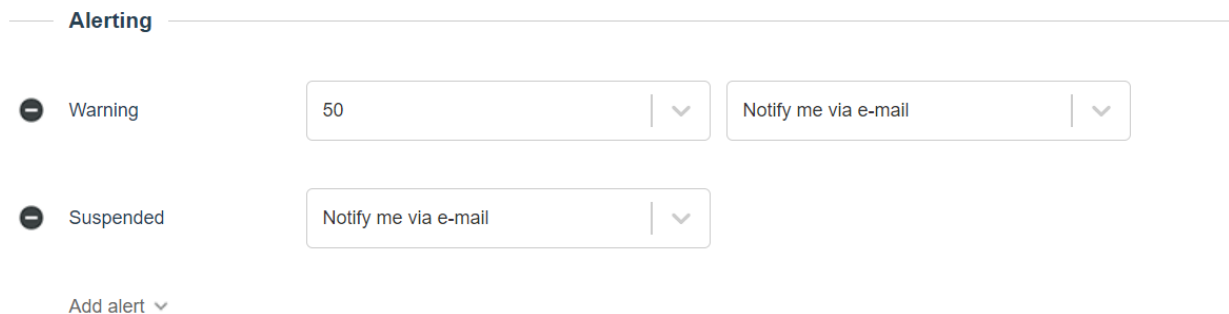 Alerting
Warning 50 Notify me via e-mail
Suspended Notify me via e-mail
Add alert